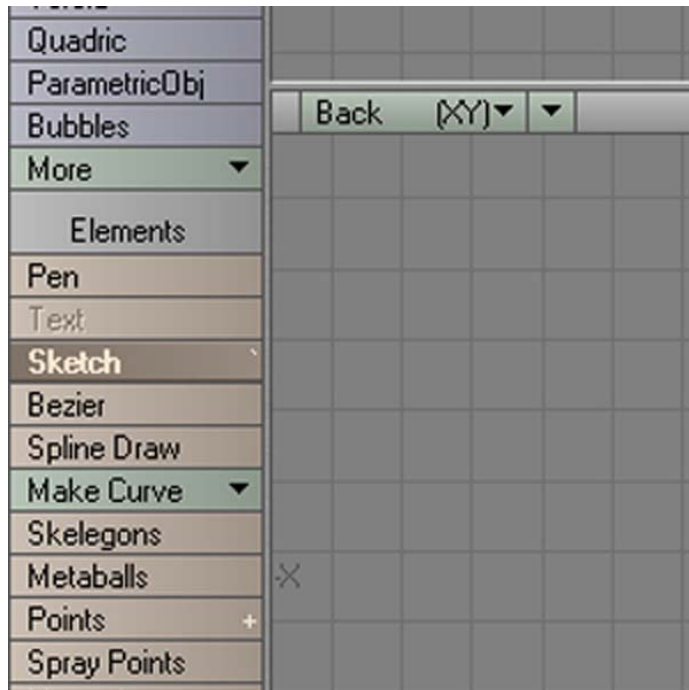 Quadric
ParametricObj
Bubbles
More
Elements
Pen
Text
Sketch `
Bezier
Spline Draw
Make Curve
Skelegons
Metaballs
Points +
Spray Points
Back (XY)
-X